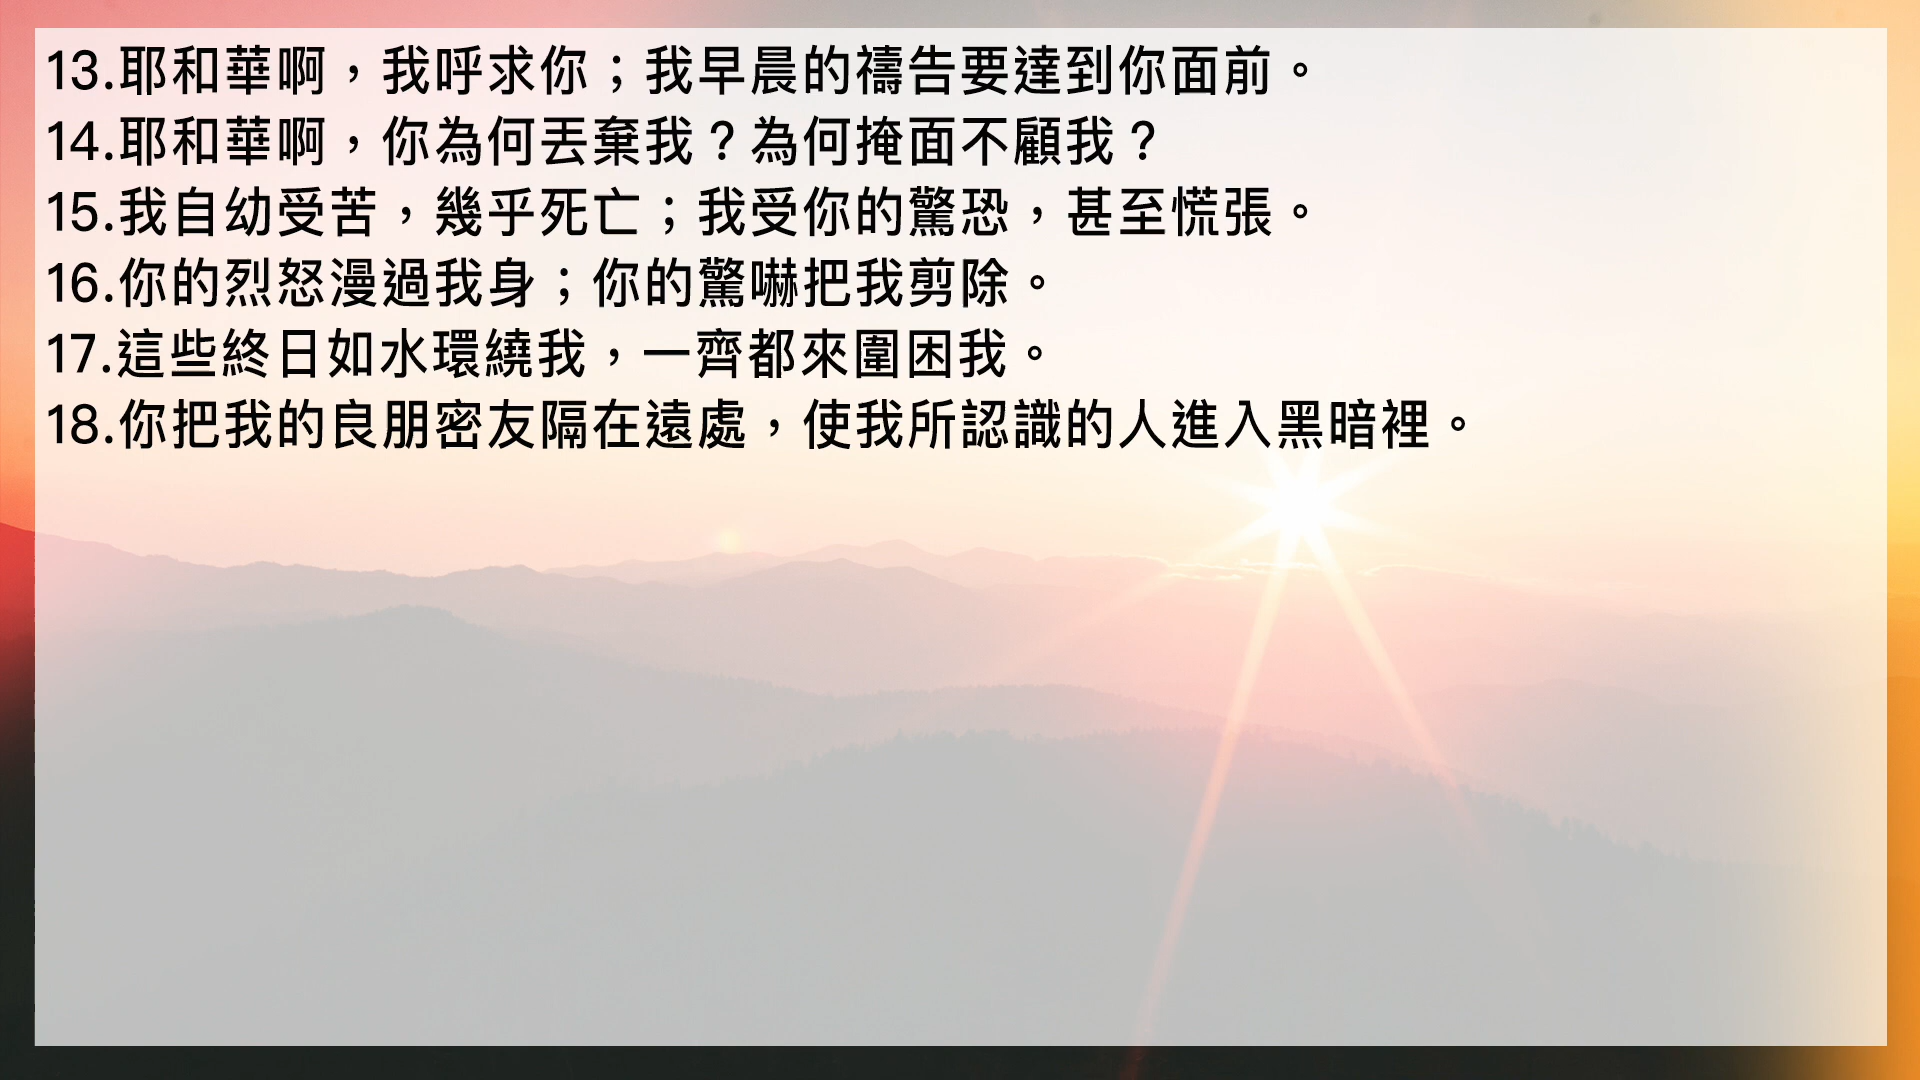 13.耶和華啊，我呼求你；我早晨的禱告要達到你面前。
14.耶和華啊，你為何丟棄我？為何掩面不顧我？
15.我自幼受苦，幾乎死亡；我受你的驚恐，甚至慌張。
16.你的烈怒漫過我身；你的驚嚇把我剪除。
17.這些終日如水環繞我，一齊都來圍困我。
18.你把我的良朋密友隔在遠處，使我所認識的人進入黑暗裡。